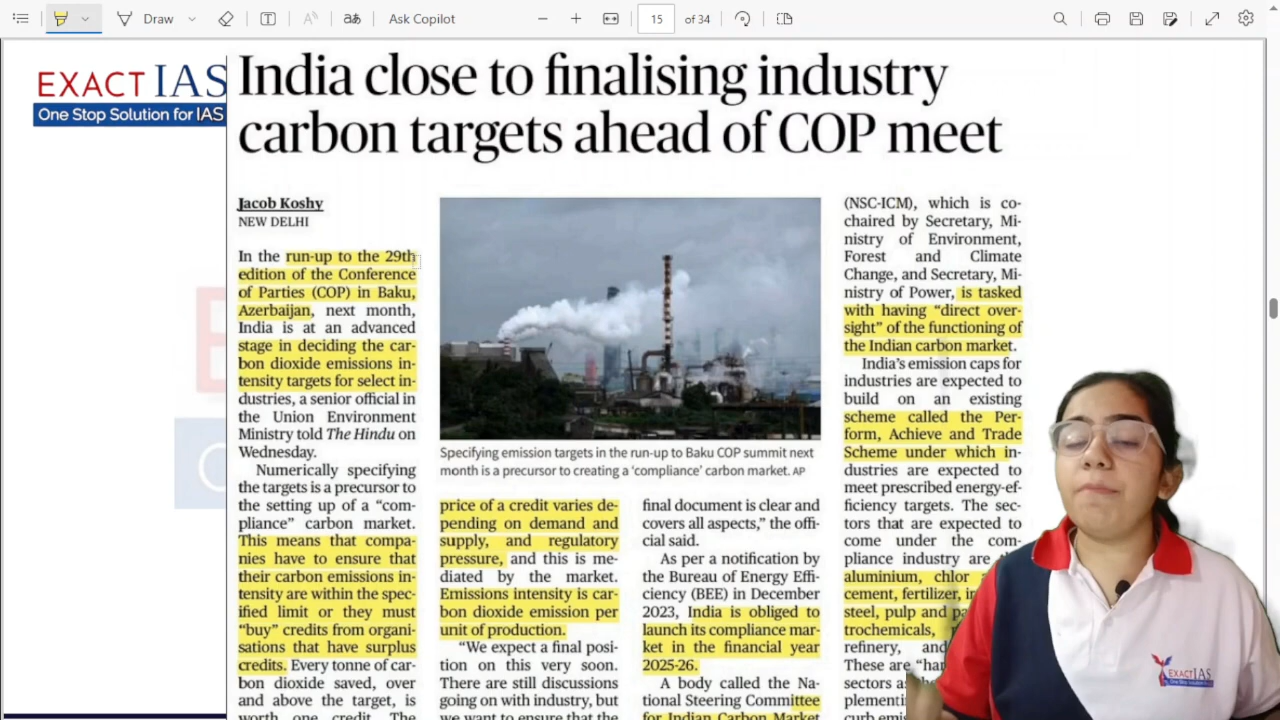 Draw
Ask Copilot
15
of 34
EXACT IAS
One Stop Solution for IAS
India close to finalising industry
carbon targets ahead of COP meet
Jacob Koshy
NEW DELHI
In the run-up to the 29th
edition of the Conference
of Parties (COP) in Baku,
Azerbaijan, next month,
India is at an advanced
stage in deciding the car-
bon dioxide emissions in-
tensity targets for select in-
dustries, a senior official in
the Union Environment
Ministry told The Hindu on
Wednesday.
Numerically specifying
the targets is a precursor to
the setting up of a “com-
pliance” carbon market.
This means that compa-
nies have to ensure that
their carbon emissions in-
tensity are within the spec-
ified limit or they must
“buy” credits from organi-
sations that have surplus
credits. Every tonne of car-
bon dioxide saved, over
and above the target, is
worth one credit. The
Specifying emission targets in the run-up to Baku COP summit next
month is a precursor to creating a ‘compliance’ carbon market. AP
price of a credit varies de-
pending on demand and
supply, and regulatory
pressure, and this is me-
diated by the market.
Emissions intensity is car-
bon dioxide emission per
unit of production.
“We expect a final posi-
tion on this very soon.
There are still discussions
going on with industry, but
we want to ensure that the
final document is clear and
covers all aspects,” the offi-
cial said.
As per a notification by
the Bureau of Energy Effi-
ciency (BEE) in December
2023, India is obliged to
launch its compliance mar-
ket in the financial year
2025-26.
A body called the Na-
tional Steering Committee
for Indian Carbon Market
(NSC-ICM), which is co-
chaired by Secretary, Mi-
nistry of Environment,
Forest and Climate
Change, and Secretary, Mi-
nistry of Power, is tasked
with having “direct over-
sight” of the functioning of
the Indian carbon market.
India’s emission caps for
industries are expected to
build on an existing
scheme called the Per-
form, Achieve and Trade
Scheme under which in-
dustries are expected to
meet prescribed energy-ef-
ficiency targets. The sec-
tors that are expected to
come under the com-
pliance industry are
aluminium, chlor
cement, fertilizer,
steel, pulp and
trochemicals,
refinery, and
These are
sectors as
plementin
curb emis
EXACT IAS